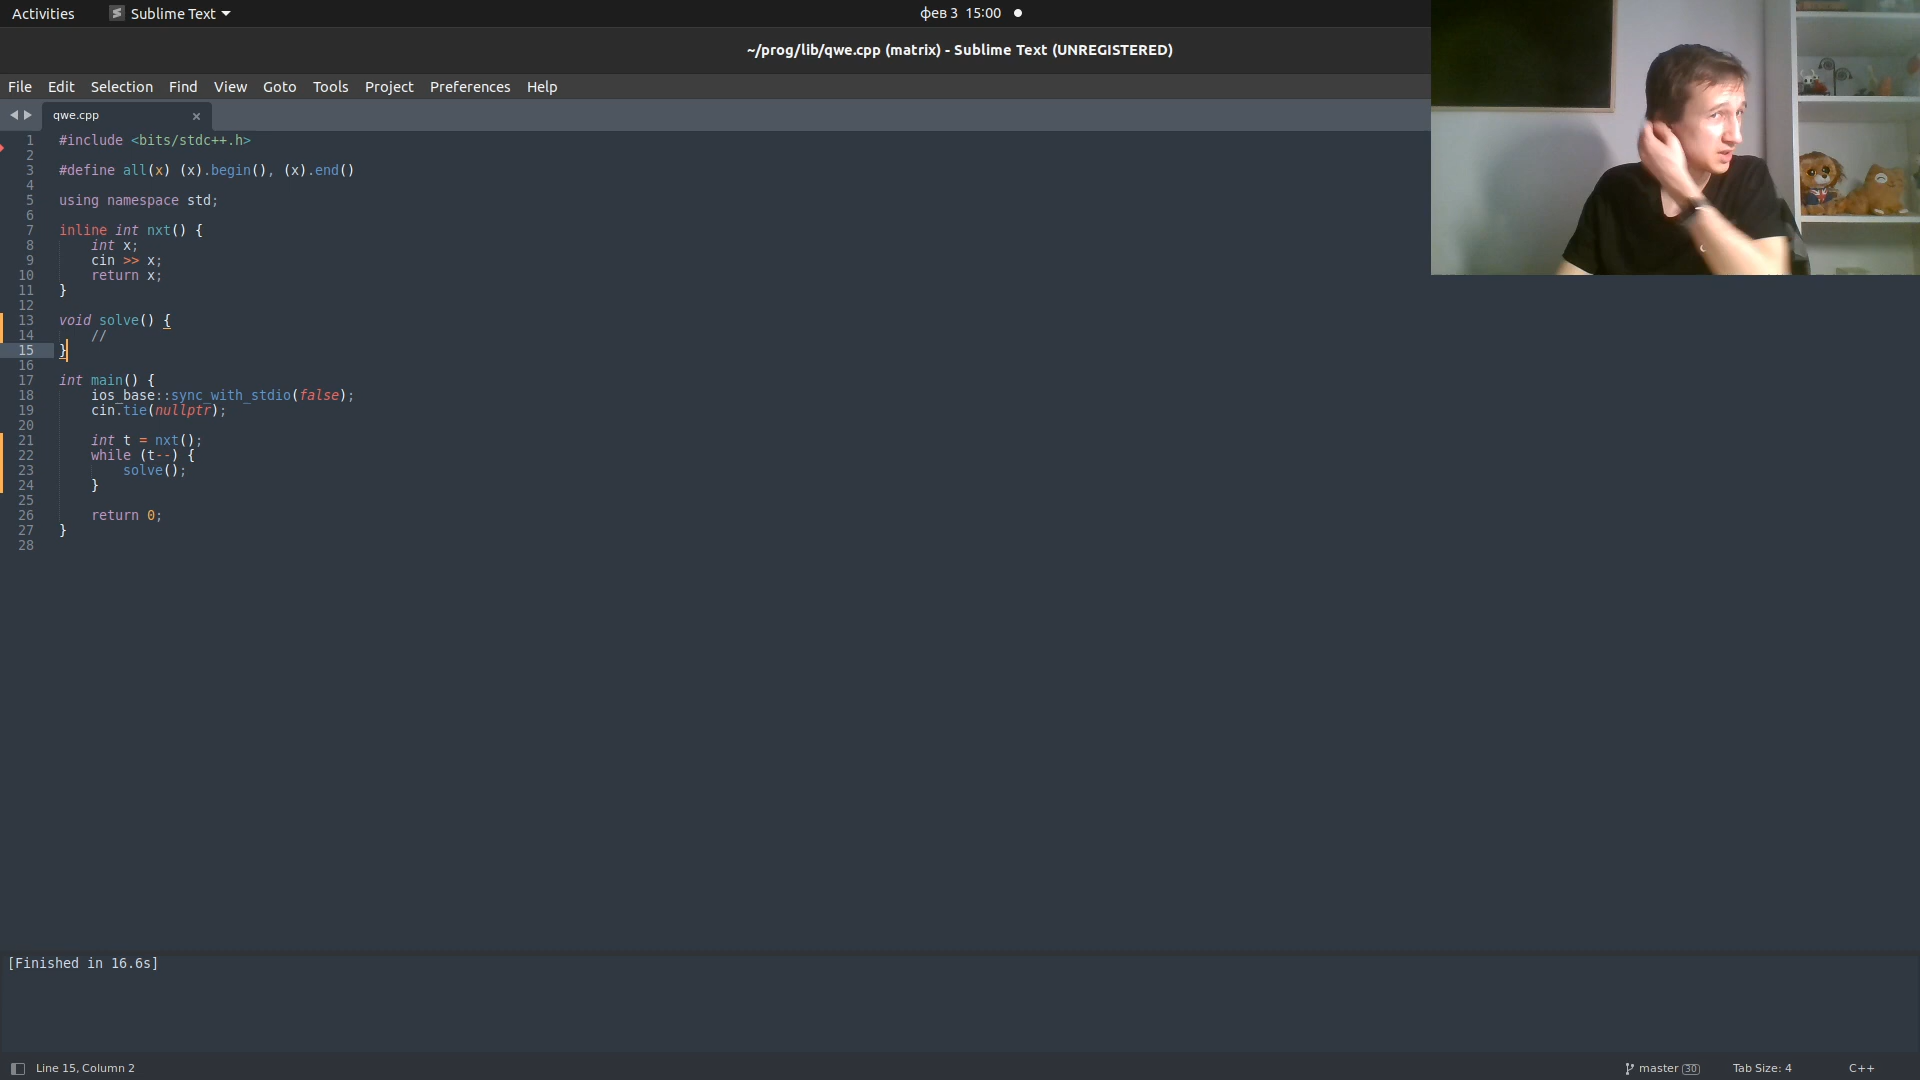 Activities
Sublime Text
фев 3 15:00
~/prog/lib/qwe.cpp (matrix) - Sublime Text (UNREGISTERED)
File Edit Selection Find View Goto Tools Project Preferences Help
qwe.cpp
1 #include <bits/stdc++.h>
2
3 #define all(x) (x).begin(), (x).end()
4
5 using namespace std;
6
7 inline int nxt() {
8     int x;
9     cin >> x;
10     return x;
11 }
12
13 void solve() {
14     //
15 }
16
17 int main() {
18     ios_base::sync_with_stdio(false);
19     cin.tie(nullptr);
20
21     int t = nxt();
22     while (t--) {
23         solve();
24     }
25
26     return 0;
27 }
28
[Finished in 16.6s]
Line 15, Column 2
master 30
Tab Size: 4
C++